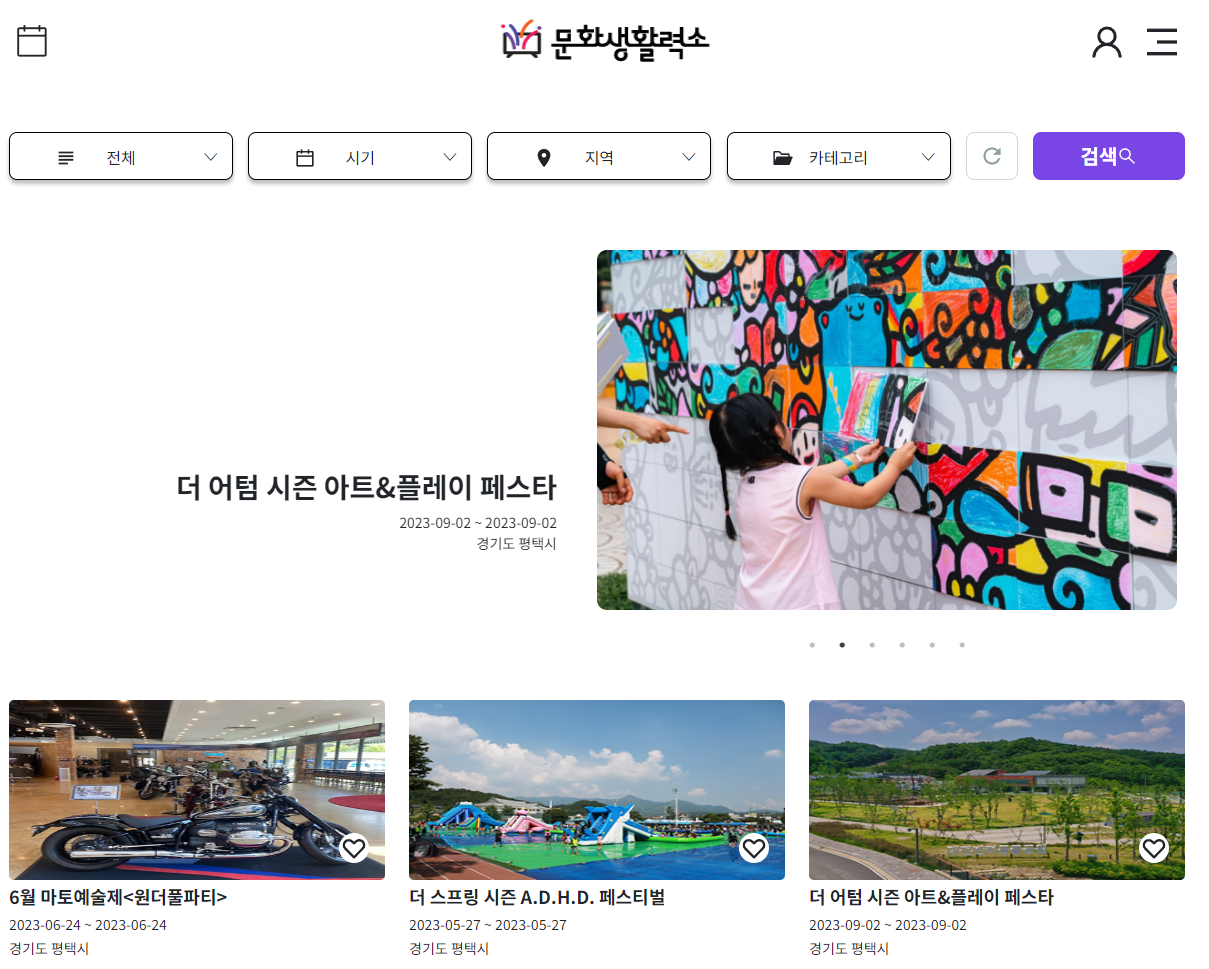 문화생활력소
전체
시기
지역
카테고리
검색
더 어텀 시즌 아트&플레이 페스타
2023-09-02 ~ 2023-09-02
경기도 평택시
6월 마토예술제<원더풀파티>
2023-06-24 ~ 2023-06-24
경기도 평택시
더 스프링 시즌 A.D.H.D. 페스티벌
2023-05-27 ~ 2023-05-27
경기도 평택시
더 어텀 시즌 아트&플레이 페스타
2023-09-02 ~ 2023-09-02
경기도 평택시